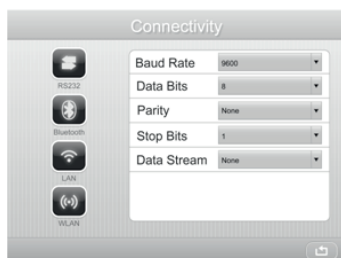 Connectivity
RS232
Bluetooth
LAN
WLAN
Baud Rate 9600
Data Bits 8
Parity None
Stop Bits 1
Data Stream None